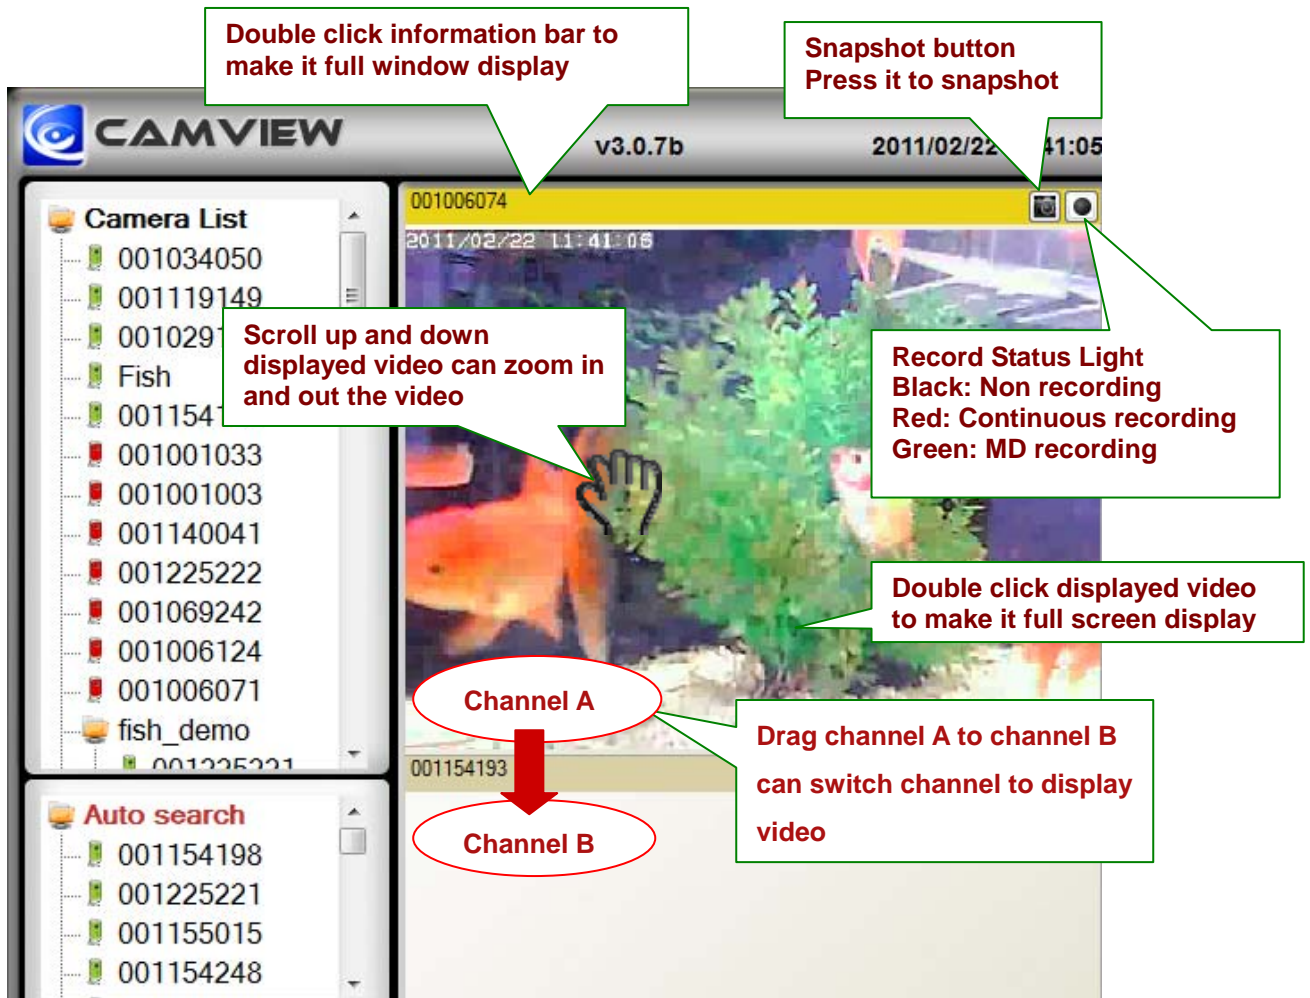 Double click information bar to
make it full window display
Snapshot button
Press it to snapshot
CAMVIEW
v3.0.7b
2011/02/22
41:05
Camera List
001034050
001119149
001029
Fish
001154
001001033
001001003
001140041
001225222
001069242
001006124
001006071
fish_demo
001225221
001006074
2011/02/22 11:41:06
Scroll up and down
displayed video can zoom in
and out the video
Record Status Light
Black: Non recording
Red: Continuous recording
Green: MD recording
Double click displayed video
to make it full screen display
Channel A
Drag channel A to channel B
can switch channel to display
video
001154193
Channel B
Auto search
001154198
001225221
001155015
001154248